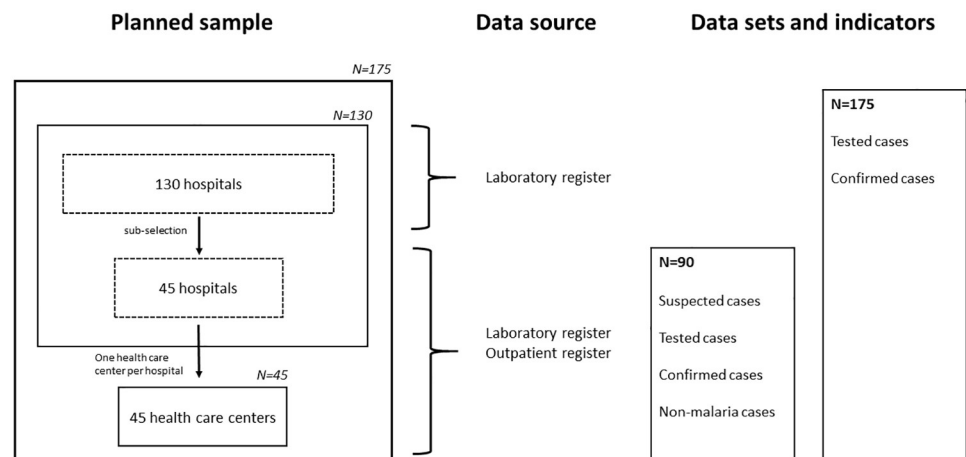 Planned sample
Data source
Data sets and indicators
N=175
N=130
130 hospitals
sub-selection
45 hospitals
One health care
center per hospital
N=45
45 health care centers
Laboratory register
Laboratory register
Outpatient register
N=90
Suspected cases
Tested cases
Confirmed cases
Non-malaria cases
N=175
Tested cases
Confirmed cases